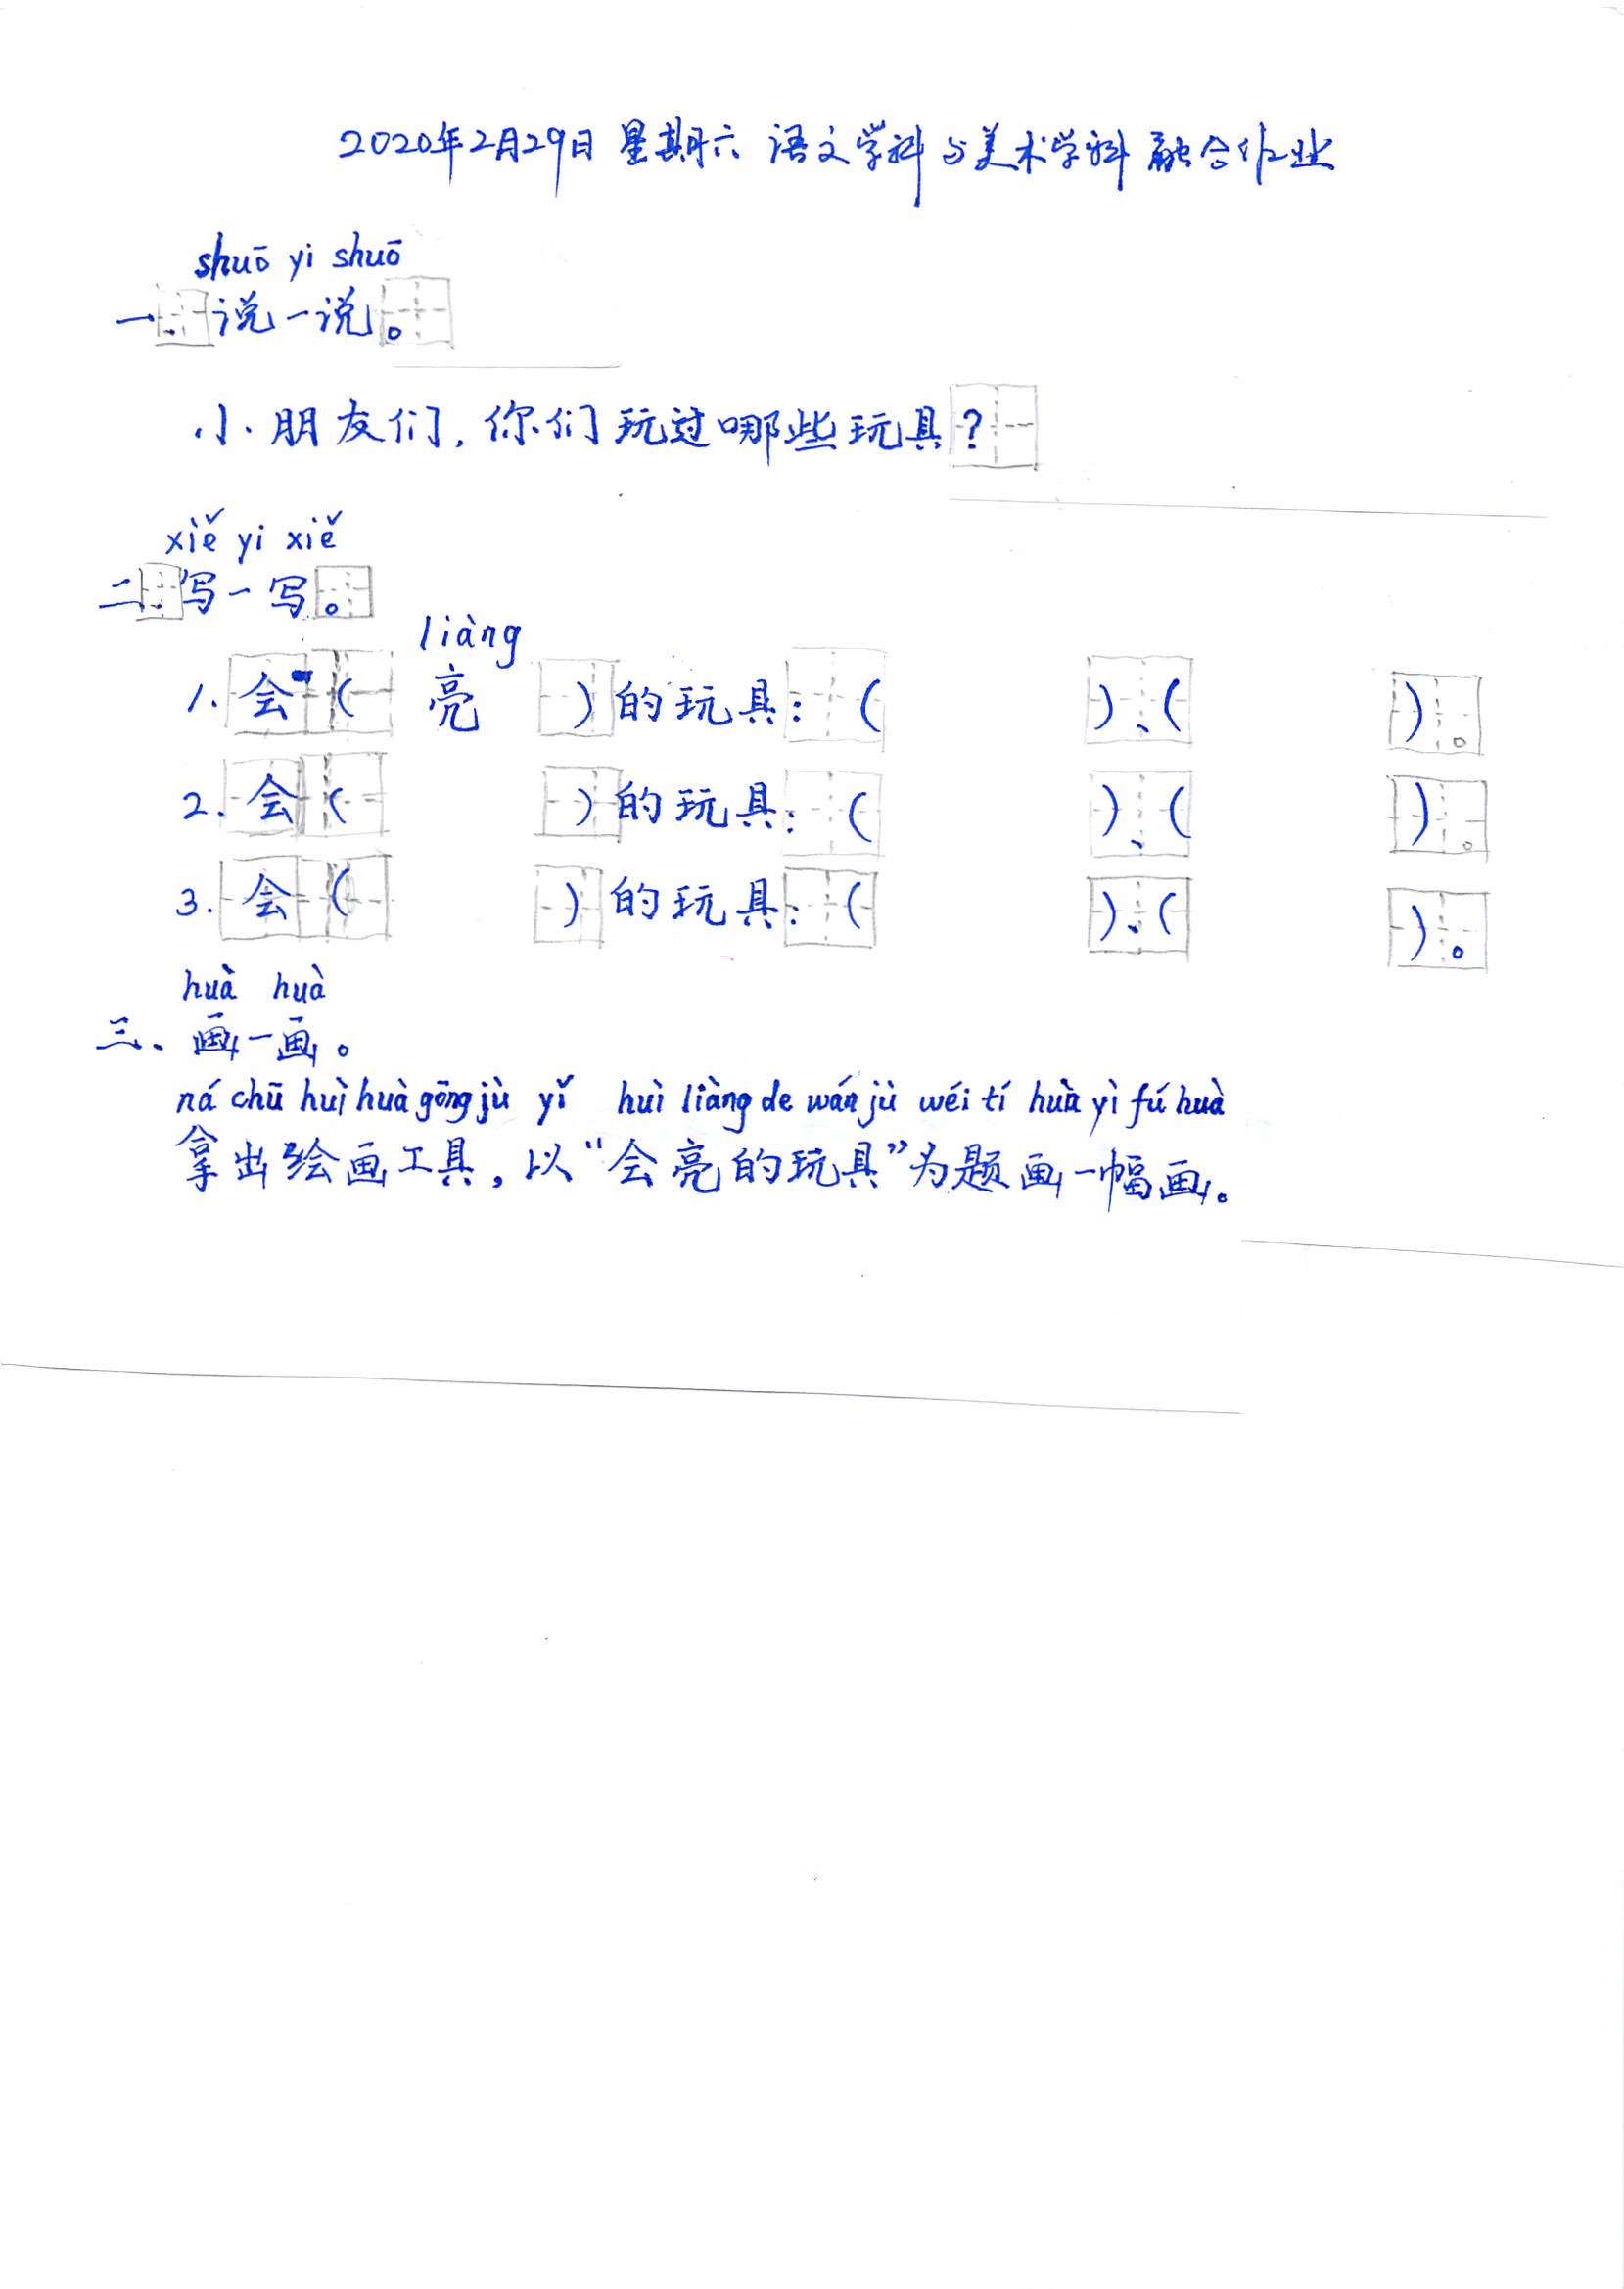 2020年2月29日 星期六 语文学科与美术学科 融合作业
shuō yi shuō
一、说一说。
小朋友们,你们玩过哪些玩具?
xiě yi xiě
二、写一写。
liàng
1. 会( 亮 )的玩具:( )、( )。
2. 会( )的玩具:( )、( )。
3. 会( )的玩具:( )、( )。
huà huà
三、画一画。
ná chū huì huà gōng jù yǐ huì liàng de wán jù wéi tí huà yì fú huà
拿出绘画工具,以“会亮的玩具”为题画一幅画。